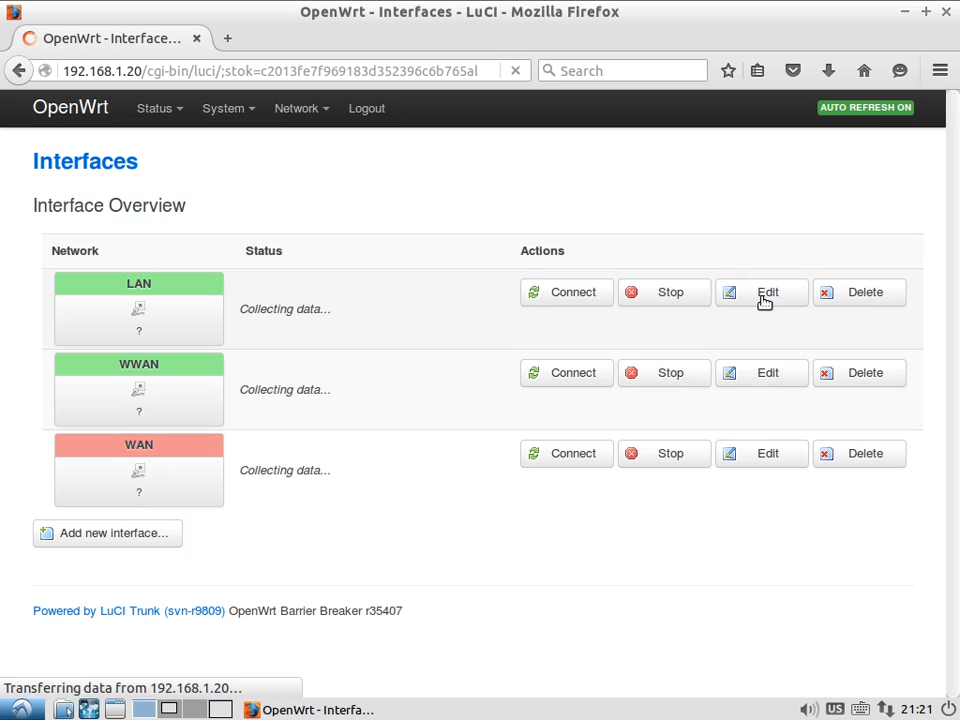 OpenWrt - Interfaces - LuCI - Mozilla Firefox
OpenWrt - Interface...
192.168.1.20/cgi-bin/luci/;stok=c2013fe7f969183d352396c6b765al
Search
OpenWrt Status System Network Logout AUTO REFRESH ON
Interfaces
Interface Overview
Network Status Actions
LAN
?
Collecting data...
Connect Stop Edit Delete
WWAN
?
Collecting data...
Connect Stop Edit Delete
WAN
?
Collecting data...
Connect Stop Edit Delete
Add new interface...
Powered by LuCI Trunk (svn-r9809) OpenWrt Barrier Breaker r35407
Transferring data from 192.168.1.20...
OpenWrt - Interfa...
US 21:21